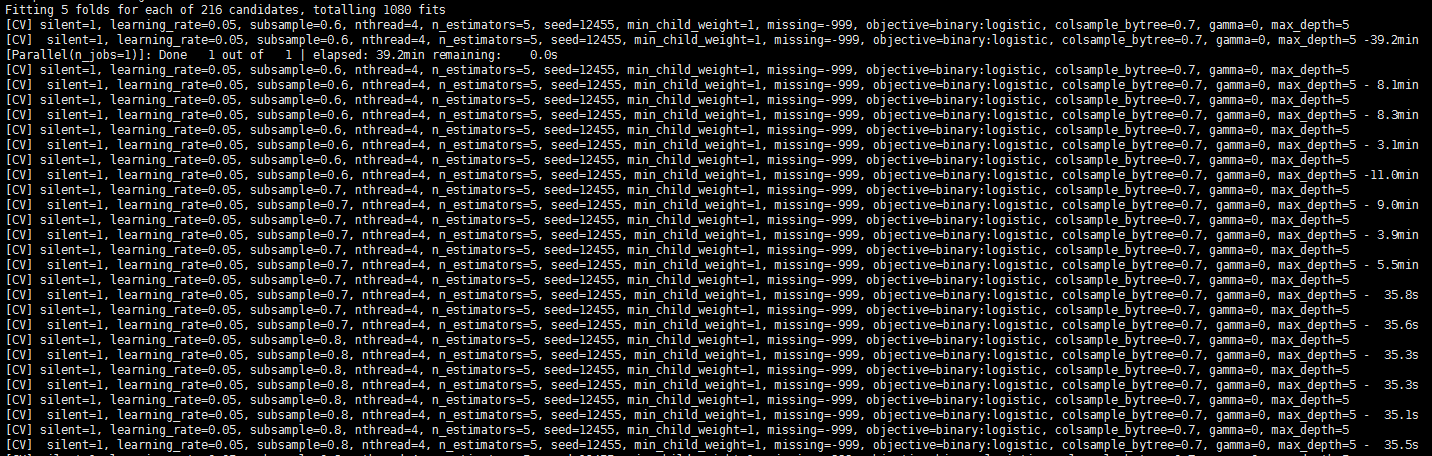 Fitting 5 folds for each of 216 candidates, totalling 1080 fits
[CV] silent=1, learning_rate=0.05, subsample=0.6, nthread=4, n_estimators=5, seed=12455, min_child_weight=1, missing=-999, objective=binary:logistic, colsample_bytree=0.7, gamma=0, max_depth=5
[CV]  silent=1, learning_rate=0.05, subsample=0.6, nthread=4, n_estimators=5, seed=12455, min_child_weight=1, missing=-999, objective=binary:logistic, colsample_bytree=0.7, gamma=0, max_depth=5 -39.2min
[Parallel(n_jobs=1)]: Done   1 out of   1 | elapsed: 39.2min remaining:    0.0s
[CV] silent=1, learning_rate=0.05, subsample=0.6, nthread=4, n_estimators=5, seed=12455, min_child_weight=1, missing=-999, objective=binary:logistic, colsample_bytree=0.7, gamma=0, max_depth=5
[CV]  silent=1, learning_rate=0.05, subsample=0.6, nthread=4, n_estimators=5, seed=12455, min_child_weight=1, missing=-999, objective=binary:logistic, colsample_bytree=0.7, gamma=0, max_depth=5 - 8.1min
[CV] silent=1, learning_rate=0.05, subsample=0.6, nthread=4, n_estimators=5, seed=12455, min_child_weight=1, missing=-999, objective=binary:logistic, colsample_bytree=0.7, gamma=0, max_depth=5
[CV]  silent=1, learning_rate=0.05, subsample=0.6, nthread=4, n_estimators=5, seed=12455, min_child_weight=1, missing=-999, objective=binary:logistic, colsample_bytree=0.7, gamma=0, max_depth=5 - 8.3min
[CV] silent=1, learning_rate=0.05, subsample=0.6, nthread=4, n_estimators=5, seed=12455, min_child_weight=1, missing=-999, objective=binary:logistic, colsample_bytree=0.7, gamma=0, max_depth=5
[CV]  silent=1, learning_rate=0.05, subsample=0.6, nthread=4, n_estimators=5, seed=12455, min_child_weight=1, missing=-999, objective=binary:logistic, colsample_bytree=0.7, gamma=0, max_depth=5 - 3.1min
[CV] silent=1, learning_rate=0.05, subsample=0.6, nthread=4, n_estimators=5, seed=12455, min_child_weight=1, missing=-999, objective=binary:logistic, colsample_bytree=0.7, gamma=0, max_depth=5
[CV]  silent=1, learning_rate=0.05, subsample=0.6, nthread=4, n_estimators=5, seed=12455, min_child_weight=1, missing=-999, objective=binary:logistic, colsample_bytree=0.7, gamma=0, max_depth=5 -11.0min
[CV] silent=1, learning_rate=0.05, subsample=0.7, nthread=4, n_estimators=5, seed=12455, min_child_weight=1, missing=-999, objective=binary:logistic, colsample_bytree=0.7, gamma=0, max_depth=5
[CV]  silent=1, learning_rate=0.05, subsample=0.7, nthread=4, n_estimators=5, seed=12455, min_child_weight=1, missing=-999, objective=binary:logistic, colsample_bytree=0.7, gamma=0, max_depth=5 - 9.0min
[CV] silent=1, learning_rate=0.05, subsample=0.7, nthread=4, n_estimators=5, seed=12455, min_child_weight=1, missing=-999, objective=binary:logistic, colsample_bytree=0.7, gamma=0, max_depth=5
[CV]  silent=1, learning_rate=0.05, subsample=0.7, nthread=4, n_estimators=5, seed=12455, min_child_weight=1, missing=-999, objective=binary:logistic, colsample_bytree=0.7, gamma=0, max_depth=5 - 3.9min
[CV] silent=1, learning_rate=0.05, subsample=0.7, nthread=4, n_estimators=5, seed=12455, min_child_weight=1, missing=-999, objective=binary:logistic, colsample_bytree=0.7, gamma=0, max_depth=5
[CV]  silent=1, learning_rate=0.05, subsample=0.7, nthread=4, n_estimators=5, seed=12455, min_child_weight=1, missing=-999, objective=binary:logistic, colsample_bytree=0.7, gamma=0, max_depth=5 - 5.5min
[CV] silent=1, learning_rate=0.05, subsample=0.7, nthread=4, n_estimators=5, seed=12455, min_child_weight=1, missing=-999, objective=binary:logistic, colsample_bytree=0.7, gamma=0, max_depth=5
[CV]  silent=1, learning_rate=0.05, subsample=0.7, nthread=4, n_estimators=5, seed=12455, min_child_weight=1, missing=-999, objective=binary:logistic, colsample_bytree=0.7, gamma=0, max_depth=5 -  35.8s
[CV] silent=1, learning_rate=0.05, subsample=0.7, nthread=4, n_estimators=5, seed=12455, min_child_weight=1, missing=-999, objective=binary:logistic, colsample_bytree=0.7, gamma=0, max_depth=5
[CV]  silent=1, learning_rate=0.05, subsample=0.7, nthread=4, n_estimators=5, seed=12455, min_child_weight=1, missing=-999, objective=binary:logistic, colsample_bytree=0.7, gamma=0, max_depth=5 -  35.6s
[CV] silent=1, learning_rate=0.05, subsample=0.8, nthread=4, n_estimators=5, seed=12455, min_child_weight=1, missing=-999, objective=binary:logistic, colsample_bytree=0.7, gamma=0, max_depth=5
[CV]  silent=1, learning_rate=0.05, subsample=0.8, nthread=4, n_estimators=5, seed=12455, min_child_weight=1, missing=-999, objective=binary:logistic, colsample_bytree=0.7, gamma=0, max_depth=5 -  35.3s
[CV] silent=1, learning_rate=0.05, subsample=0.8, nthread=4, n_estimators=5, seed=12455, min_child_weight=1, missing=-999, objective=binary:logistic, colsample_bytree=0.7, gamma=0, max_depth=5
[CV]  silent=1, learning_rate=0.05, subsample=0.8, nthread=4, n_estimators=5, seed=12455, min_child_weight=1, missing=-999, objective=binary:logistic, colsample_bytree=0.7, gamma=0, max_depth=5 -  35.3s
[CV] silent=1, learning_rate=0.05, subsample=0.8, nthread=4, n_estimators=5, seed=12455, min_child_weight=1, missing=-999, objective=binary:logistic, colsample_bytree=0.7, gamma=0, max_depth=5
[CV]  silent=1, learning_rate=0.05, subsample=0.8, nthread=4, n_estimators=5, seed=12455, min_child_weight=1, missing=-999, objective=binary:logistic, colsample_bytree=0.7, gamma=0, max_depth=5 -  35.1s
[CV] silent=1, learning_rate=0.05, subsample=0.8, nthread=4, n_estimators=5, seed=12455, min_child_weight=1, missing=-999, objective=binary:logistic, colsample_bytree=0.7, gamma=0, max_depth=5
[CV]  silent=1, learning_rate=0.05, subsample=0.8, nthread=4, n_estimators=5, seed=12455, min_child_weight=1, missing=-999, objective=binary:logistic, colsample_bytree=0.7, gamma=0, max_depth=5 -  35.5s